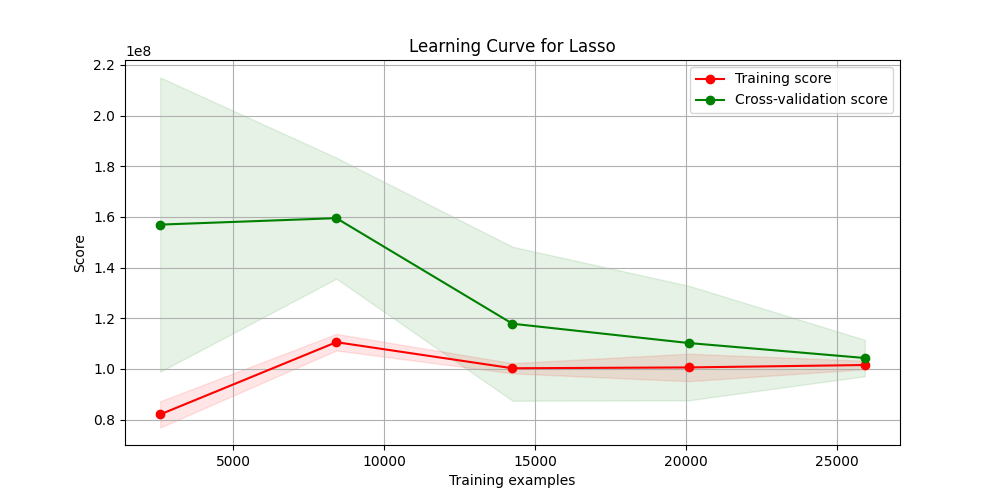 Learning Curve for Lasso
1e8
2.2
2.0
1.8
1.6
1.4
1.2
1.0
0.8
Score
Training score
Cross-validation score
5000 10000 15000 20000 25000
Training examples